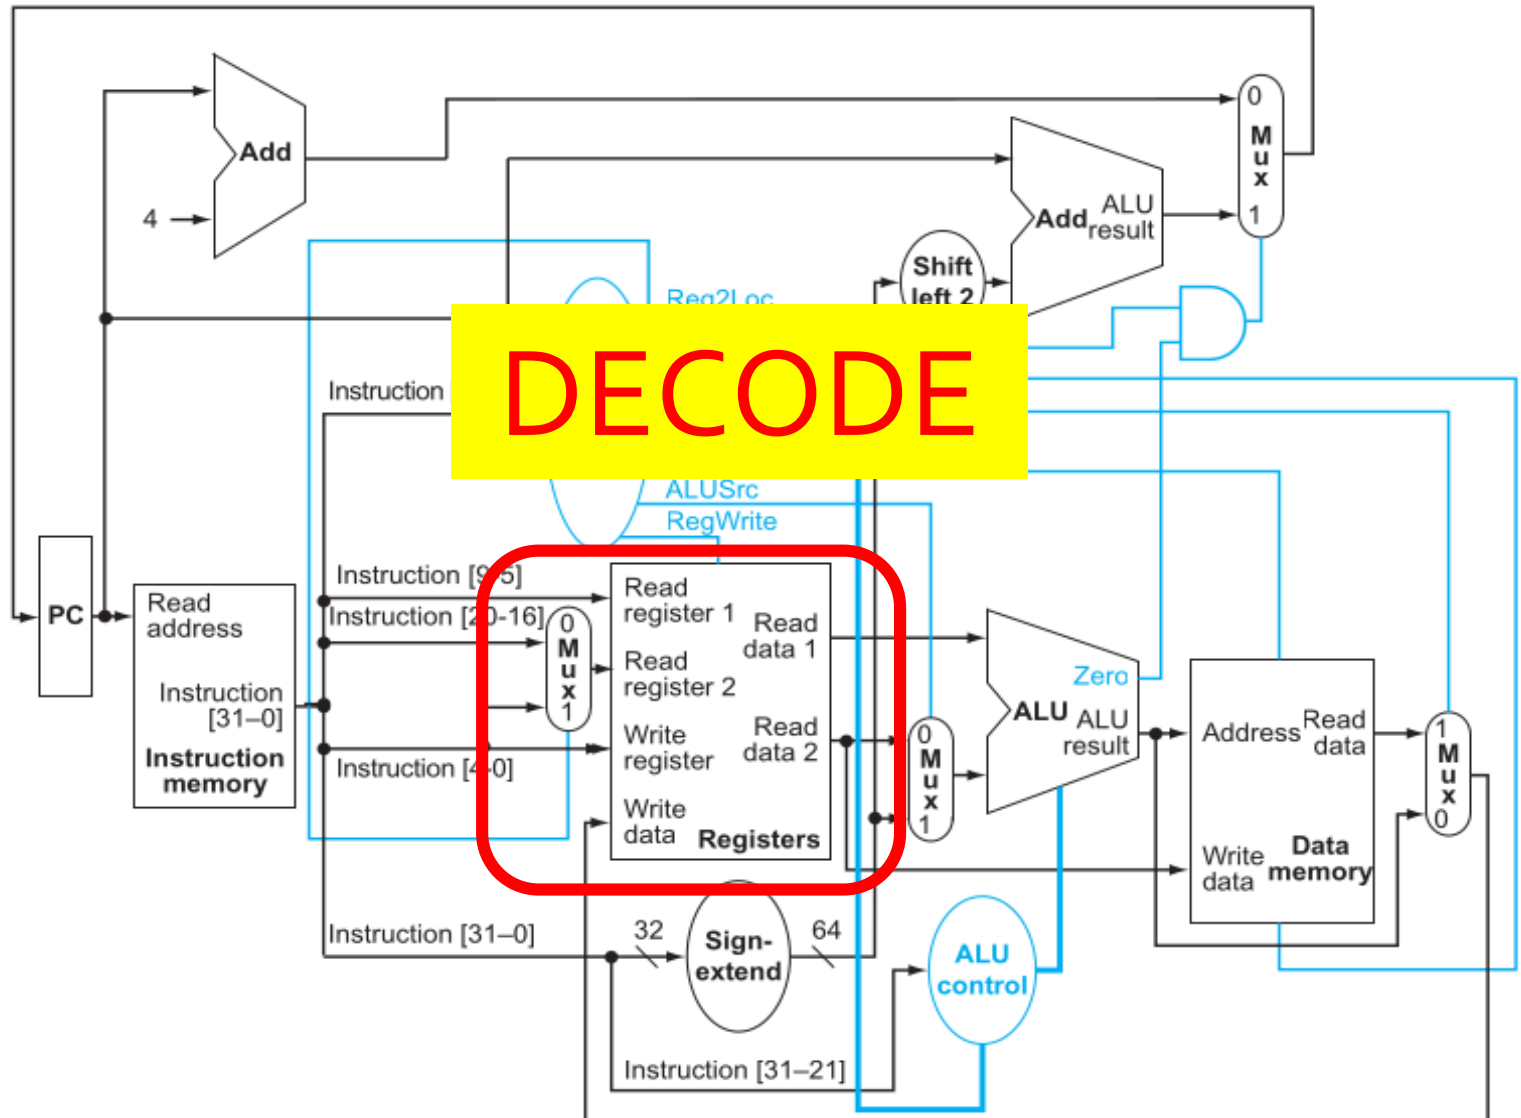 Add
4
0
Mux
1
Add
ALU
result
Shift
left 2
Reg2Loc
DECODE
Instruction
ALUSrc
RegWrite
PC
Read
address
Instruction
[31–0]
Instruction
memory
Instruction [9-5]
Instruction [20-16]
Instruction [4-0]
0
Mux
1
Read
register 1
Read
register 2
Write
register
Write
data
Read
data 1
Read
data 2
Registers
0
Mux
1
Zero
ALU
ALU
result
Address
Read
data
Write
data
Data
memory
1
Mux
0
Instruction [31–0]
32
Sign-
extend
64
ALU
control
Instruction [31–21]